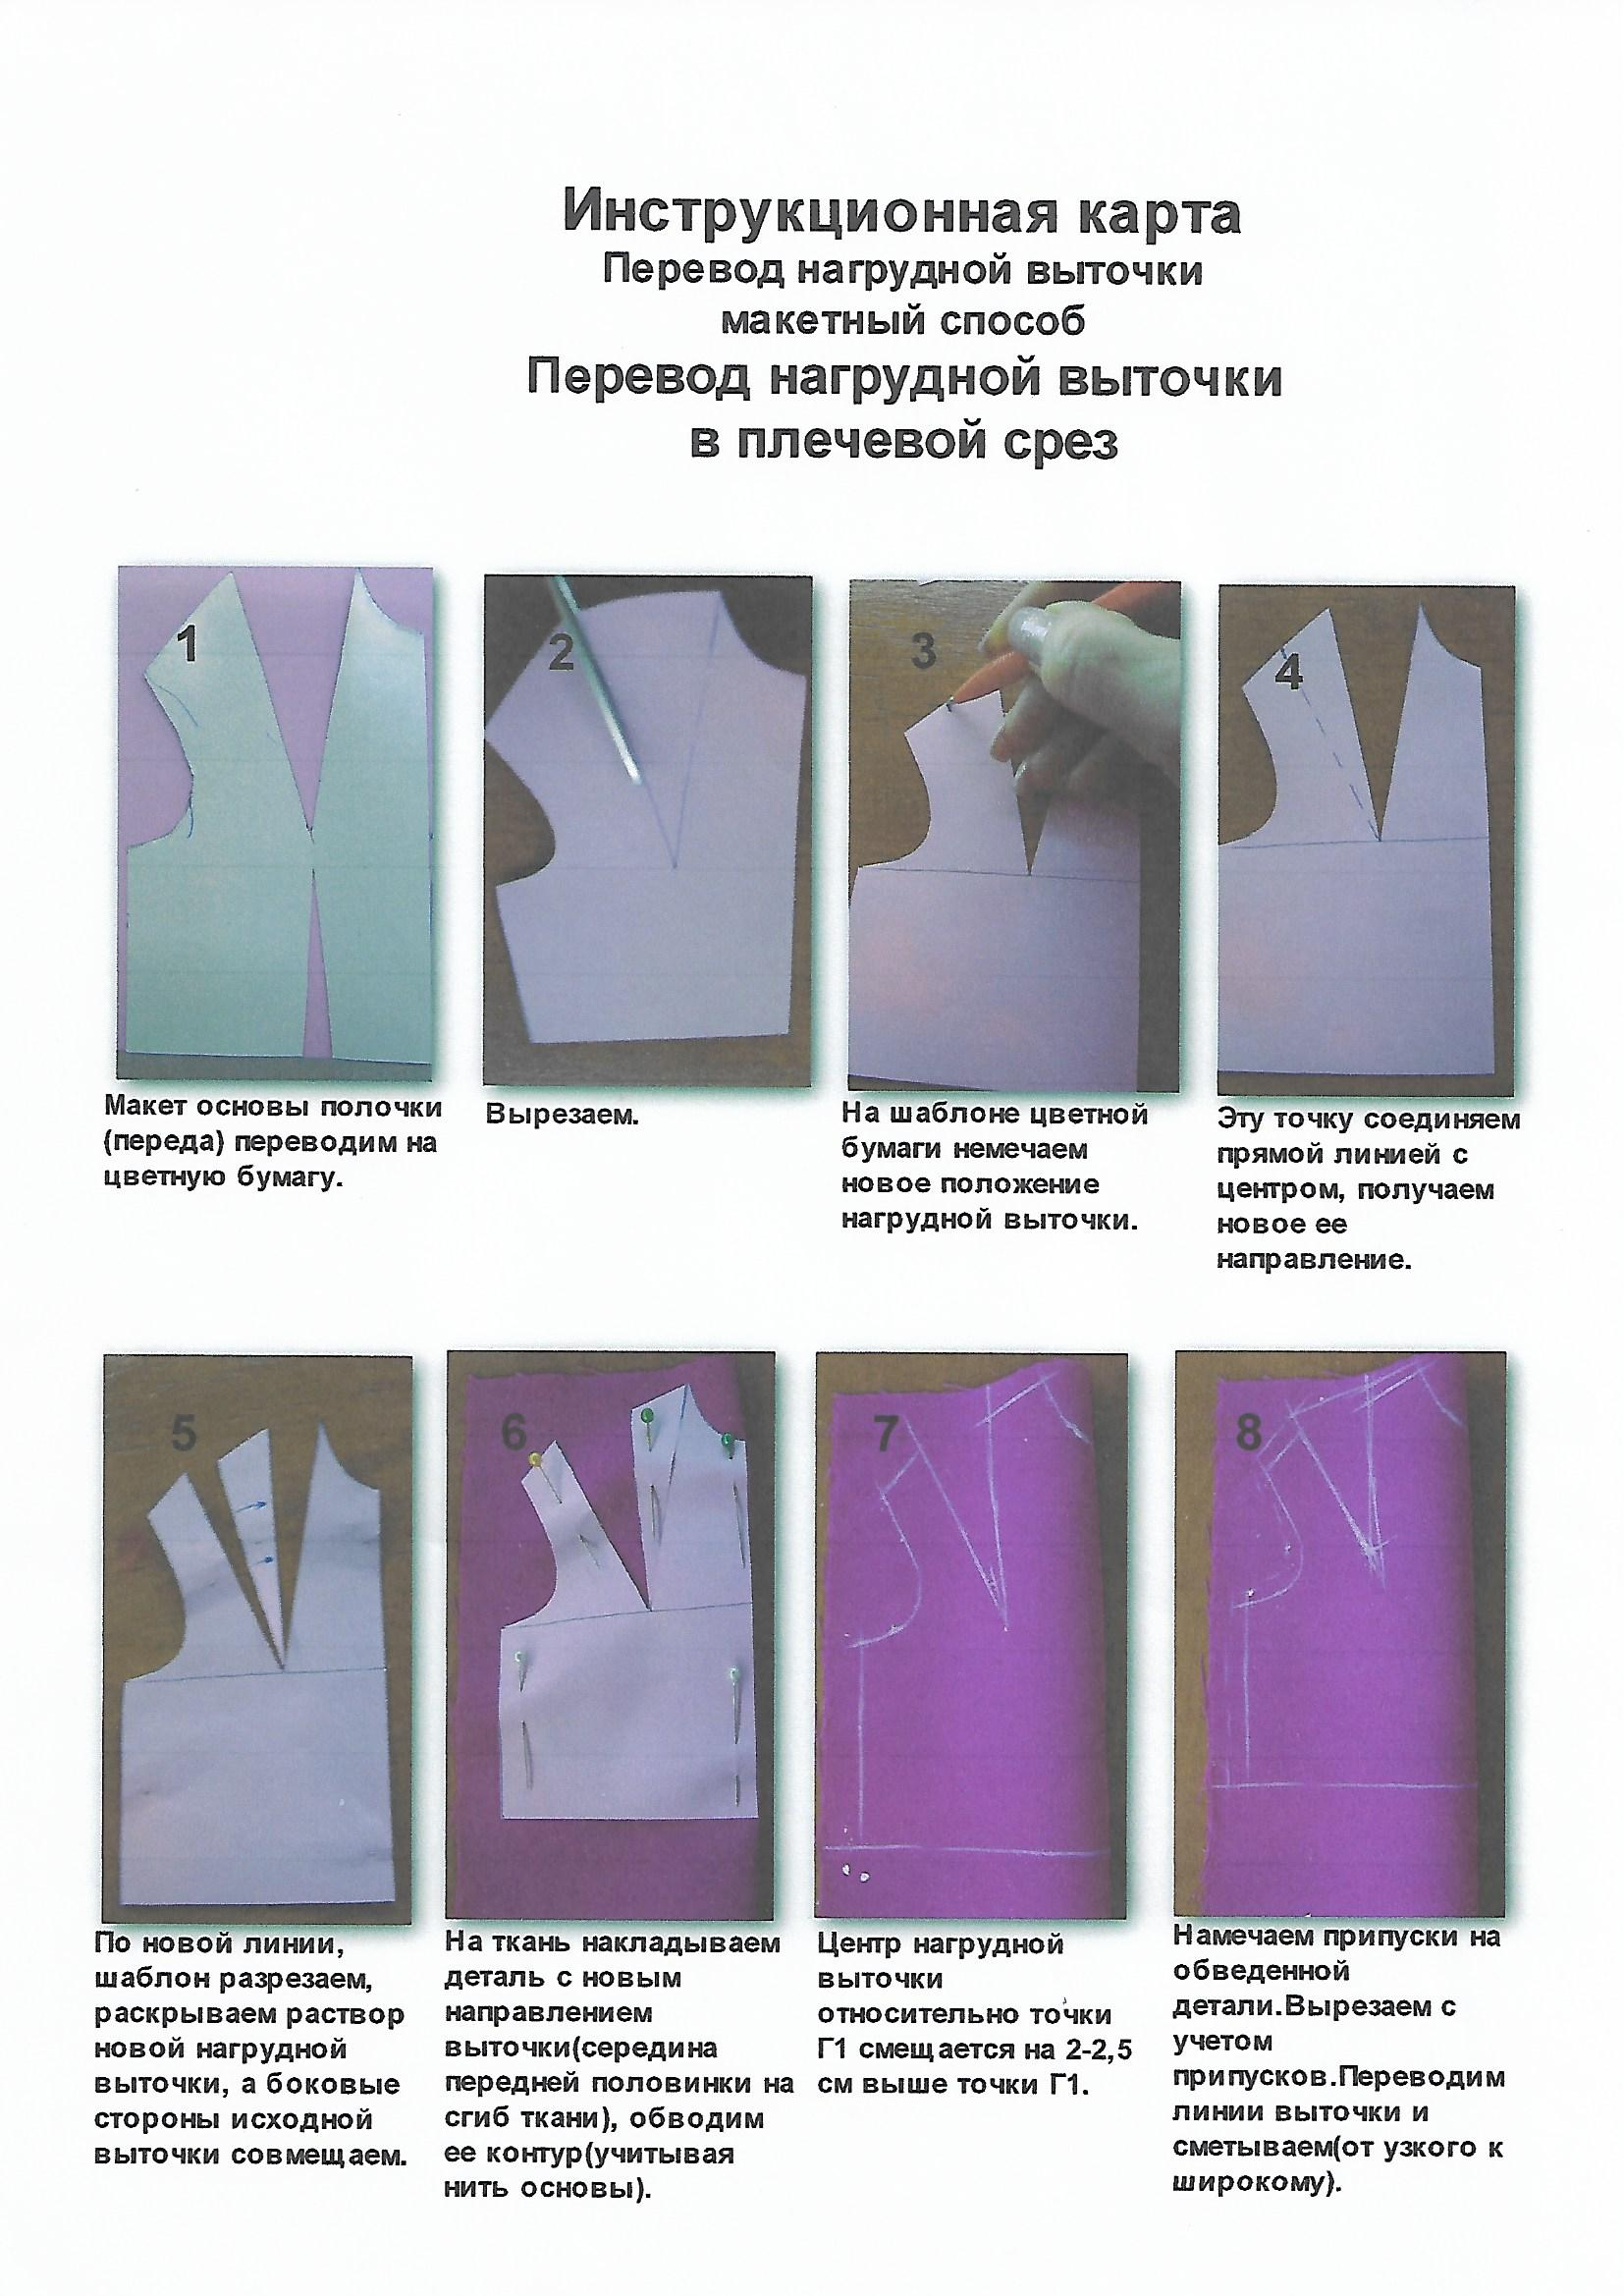 Инструкционная карта
Перевод нагрудной выточки
макетный способ
Перевод нагрудной выточки
в плечевой срез
1
2
3
4
Макет основы полочки
(переда) переводим на
цветную бумагу.
Вырезаем.
На шаблоне цветной
бумаги немечаем
новое положение
нагрудной выточки.
Эту точку соединяем
прямой линией с
центром, получаем
новое ее
направление.
5
6
7
8
По новой линии,
шаблон разрезаем,
раскрываем раствор
новой нагрудной
выточки, а боковые
стороны исходной
выточки совмещаем.
На ткань накладываем
деталь с новым
направлением
выточки(середина
передней половинки на
сгиб ткани), обводим
ее контур(учитывая
нить основы).
Центр нагрудной
выточки
относительно точки
Г1 смещается на 2-2,5
см выше точки Г1.
Намечаем припуски на
обведенной
детали.Вырезаем с
учетом
припусков.Переводим
линии выточки и
сметываем(от узкого к
широкому).